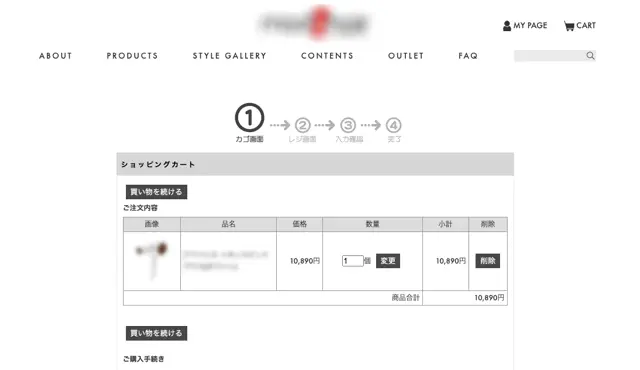 MY PAGE
CART
ABOUT
PRODUCTS
STYLE GALLERY
CONTENTS
OUTLET
FAQ
1
2
3
4
カゴ画面
レジ画面
入力確認
完了
ショッピングカート
買い物を続ける
ご注文内容
画像
品名
価格
数量
小計
削除
10,890円
1個
変更
10,890円
削除
商品合計
10,890円
買い物を続ける
ご購入手続き